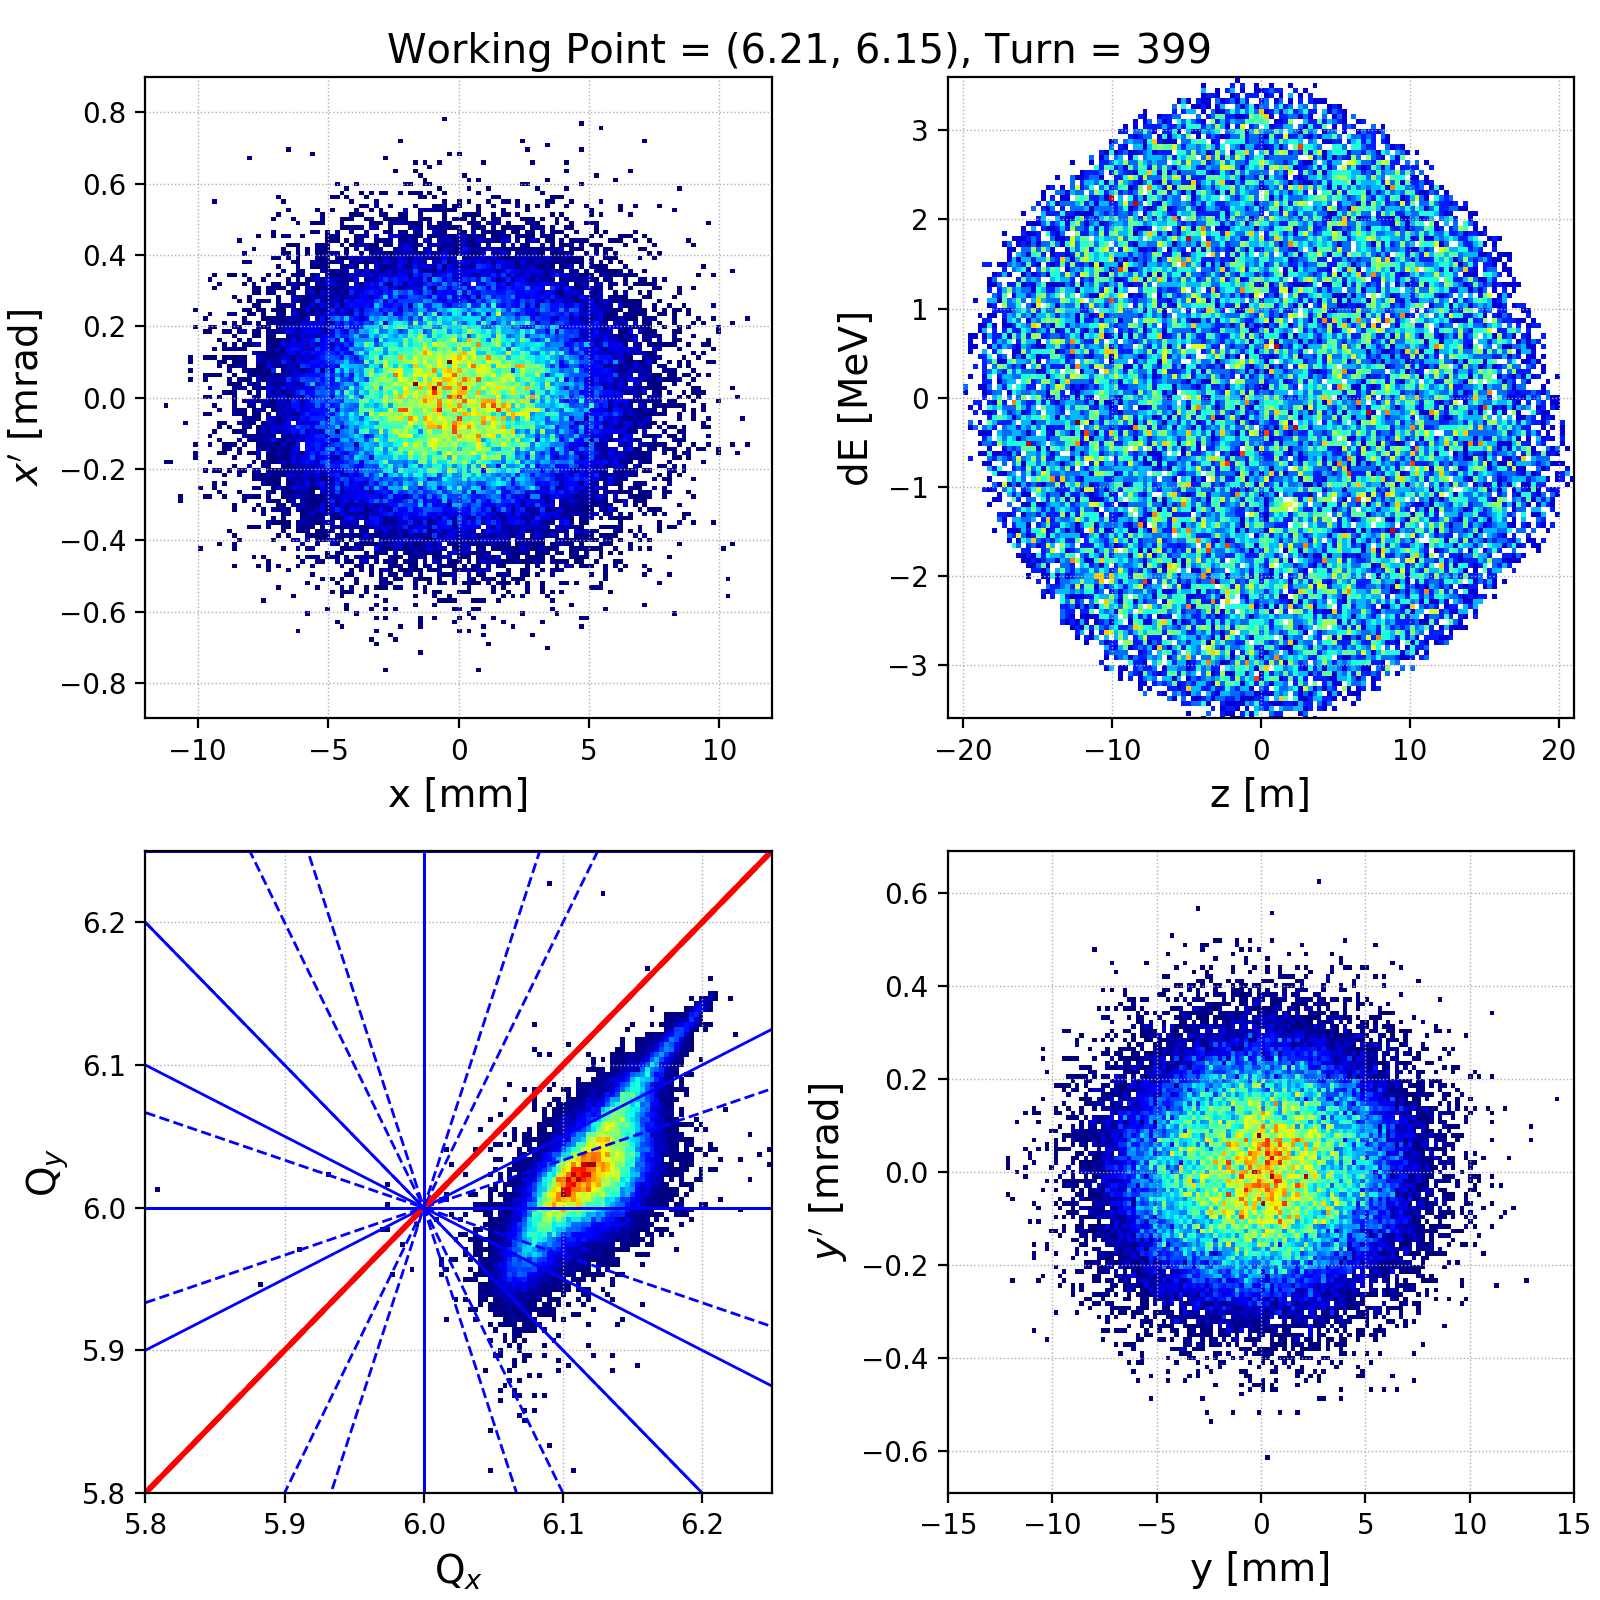 Working Point = (6.21, 6.15), Turn = 399
0.8
0.6
0.4
0.2
0.0
−0.2
−0.4
−0.6
−0.8
x′ [mrad]
−10 −5 0 5 10
x [mm]
3
2
1
0
−1
−2
−3
dE [MeV]
−20 −10 0 10 20
z [m]
6.2
6.1
6.0
5.9
5.8
Qy
5.8 5.9 6.0 6.1 6.2
Qx
0.6
0.4
0.2
0.0
−0.2
−0.4
−0.6
y′ [mrad]
−15 −10 −5 0 5 10 15
y [mm]